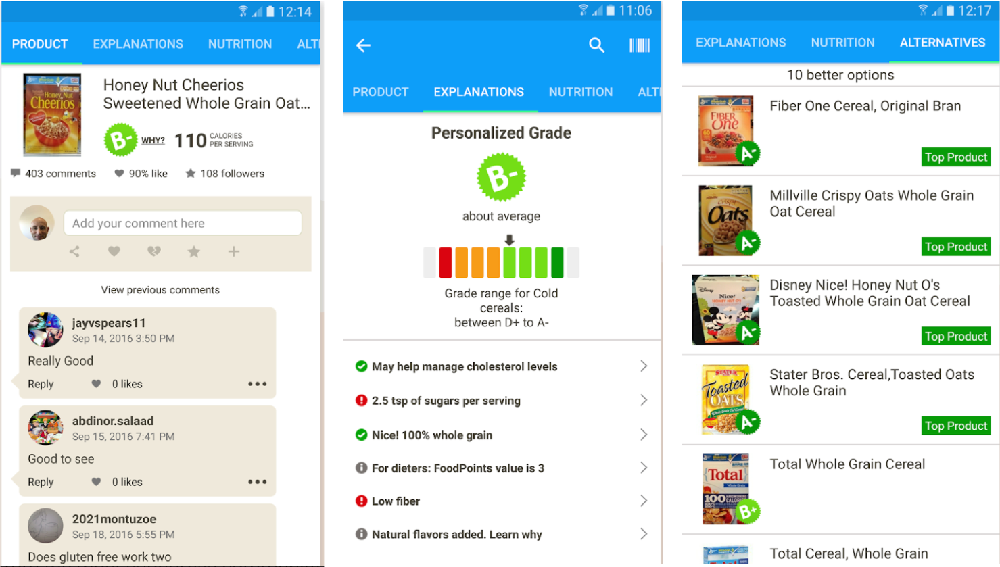 12:14
PRODUCT EXPLANATIONS NUTRITION ALT
Honey Nut
Cheerios
Honey Nut Cheerios
Sweetened Whole Grain Oat...
B- WHY? 110 CALORIES
PER SERVING
403 comments 90% like 108 followers
Add your comment here
View previous comments
jayvspears11
Sep 14, 2016 3:50 PM
Really Good
Reply 0 likes
abdinor.salaad
Sep 15, 2016 7:41 PM
Good to see
Reply 0 likes
2021montuzoe
Sep 18, 2016 5:55 PM
Does gluten free work two
11:06
PRODUCT EXPLANATIONS NUTRITION ALT
Personalized Grade
B-
about average
Grade range for Cold
cereals:
between D+ to A-
May help manage cholesterol levels
2.5 tsp of sugars per serving
Nice! 100% whole grain
For dieters: FoodPoints value is 3
Low fiber
Natural flavors added. Learn why
12:17
EXPLANATIONS NUTRITION ALTERNATIVES
10 better options
FIBER
One
A-
Fiber One Cereal, Original Bran
Top Product
Crispy
Oats
A-
Millville Crispy Oats Whole Grain
Oat Cereal
Top Product
Disney
Nice!
HONEY NUT O's
A-
Disney Nice! Honey Nut O's
Toasted Whole Grain Oat Cereal
Top Product
STATER
Toasted
OATS
A-
Stater Bros. Cereal,Toasted Oats
Whole Grain
Top Product
Total
Whole Grain
100
B+
Total Whole Grain Cereal
Total
Total Cereal, Whole Grain